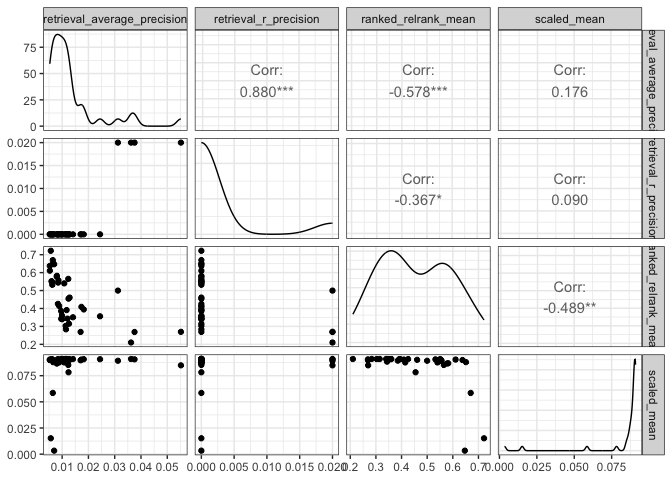 retrieval_average_precision retrieval_r_precision ranked_relrank_mean scaled_mean
75
50
25
0
Corr:
0.880***
Corr:
-0.578***
Corr:
0.176
eval_average_preci
0.020
0.015
0.010
0.005
0.000
Corr:
-0.367*
Corr:
0.090
etrieval_r_precision
0.7
0.6
0.5
0.4
0.3
0.2
Corr:
-0.489**
anked_relrank_mea
0.075
0.050
0.025
0.000
scaled_mean
0.01 0.02 0.03 0.04 0.05
0.000 0.005 0.010 0.015 0.020
0.2 0.3 0.4 0.5 0.6 0.7
0.000 0.025 0.050 0.075